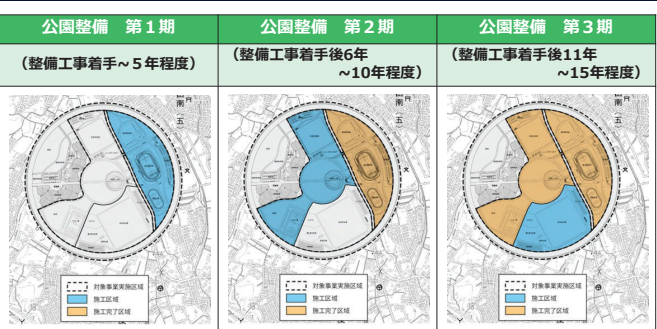 公園整備 第1期
公園整備 第2期
公園整備 第3期
(整備工事着手~5年程度)
(整備工事着手後6年
~10年程度)
(整備工事着手後11年
~15年程度)
対象事業実施区域
施工区域
施工完了区域
対象事業実施区域
施工区域
施工完了区域
対象事業実施区域
施工区域
施工完了区域